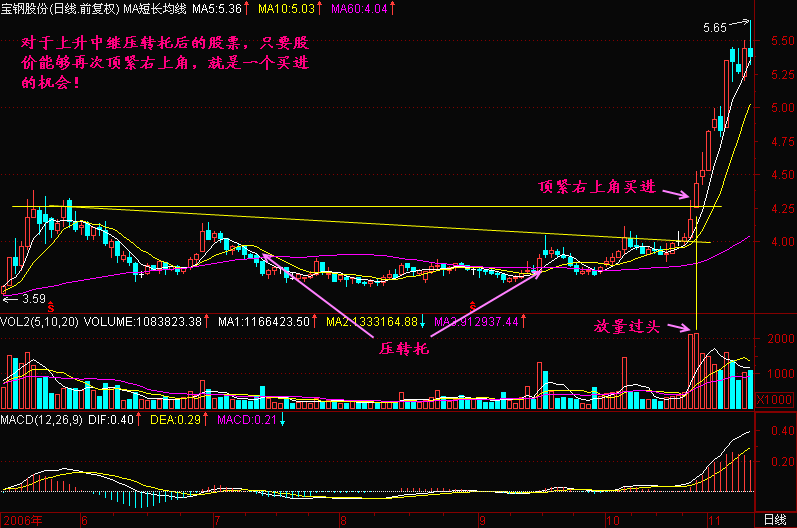 宝钢股份(日线.前复权) MA短长均线 MA5:5.36↑ MA10:5.03↑ MA60:4.04↑
5.65
对于上升中继压转托后的股票，只要股
价能够再次顶紧右上角，就是一个买进
的机会！
5.50
5.25
5.00
4.75
4.50
4.25
4.00
顶紧右上角买进
3.59
S
S
VOL2(5,10,20) VOLUME:1083823.38↑ MA1:1166423.50↑ MA2:1333164.88↓ MA3:912937.44↑
放量过头
压转托
2000
1000
X1000
MACD(12,26,9) DIF:0.40↑ DEA:0.29↑ MACD:0.21↓
0.40
0.20
2006年 6 7 8 9 10 11 日线